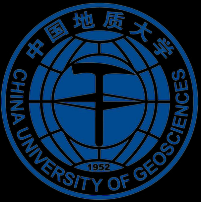 中国地质大学
CHINA UNIVERSITY OF GEOSCIENCES
1952